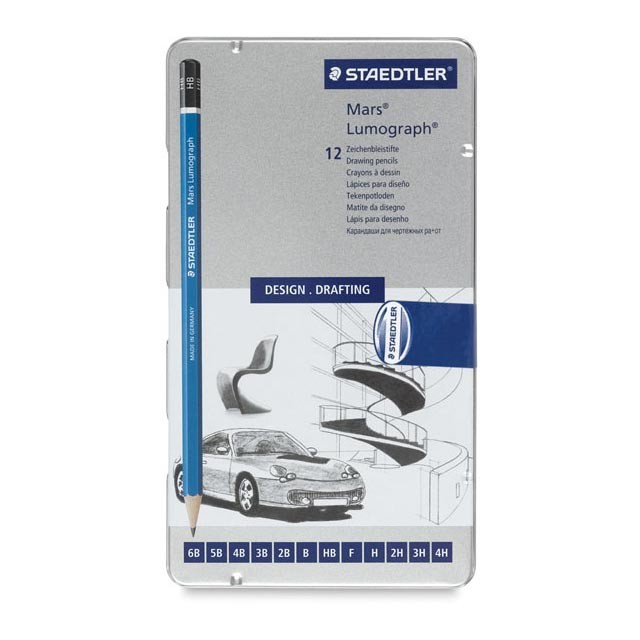 STAEDTLER®
Mars®
Lumograph®
12 Zeichenbleistifte
Drawing pencils
Crayons à dessin
Lápices para diseño
Tekenpotloden
Matite da disegno
Lápis para desenho
Карандаши для чертежных работ
HB
MADE IN GERMANY STAEDTLER Mars Lumograph
DESIGN . DRAFTING
STAEDTLER
6B 5B 4B 3B 2B B HB F H 2H 3H 4H